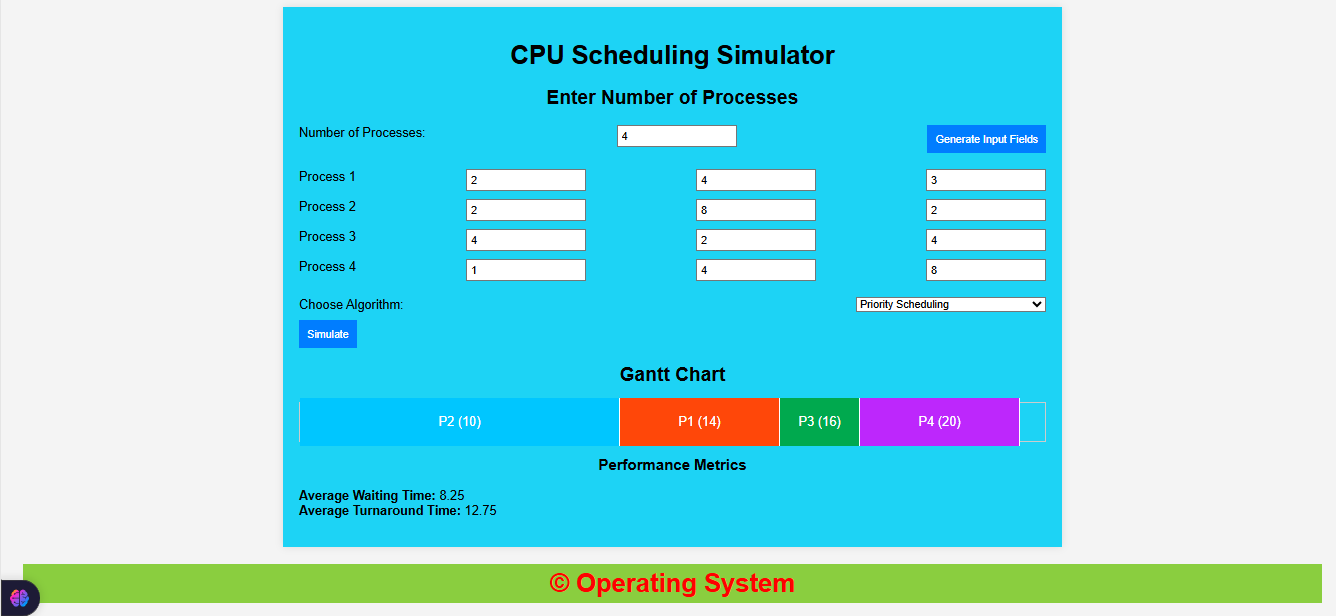 CPU Scheduling Simulator
Enter Number of Processes
Number of Processes: 4 Generate Input Fields
Process 1 2 4 3
Process 2 2 8 2
Process 3 4 2 4
Process 4 1 4 8
Choose Algorithm: Priority Scheduling
Simulate
Gantt Chart
P2 (10) P1 (14) P3 (16) P4 (20)
Performance Metrics
Average Waiting Time: 8.25
Average Turnaround Time: 12.75
© Operating System